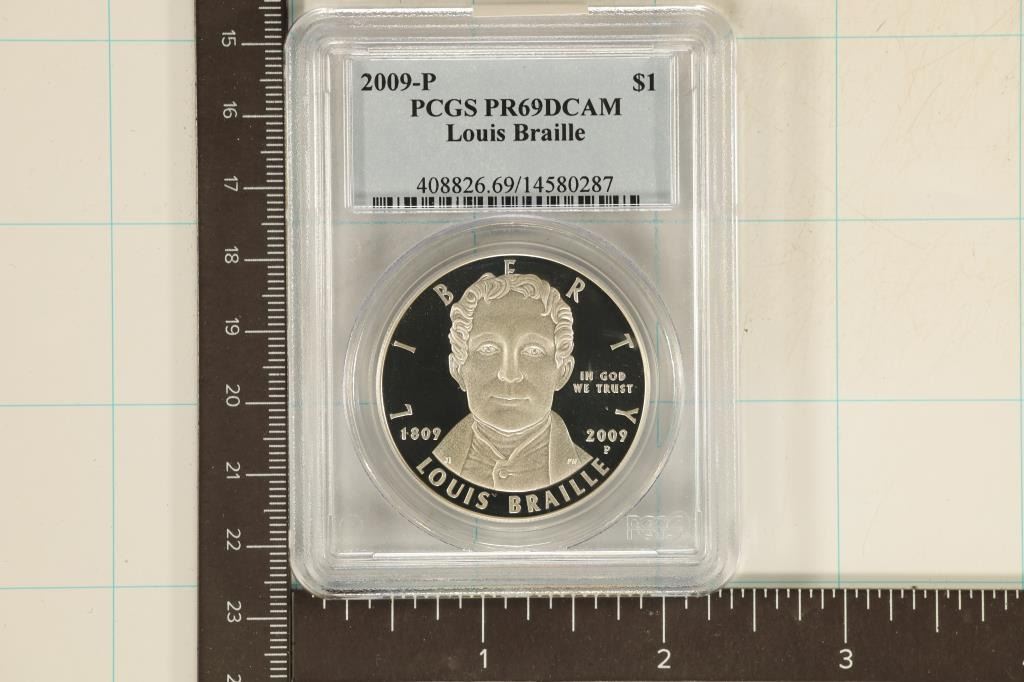 2009-P $1
PCGS PR69DCAM
Louis Braille
408826.69/14580287
LIBERTY
IN GOD
WE TRUST
1809 2009
P
LOUIS BRAILLE
PCGS
15
16
17
18
19
20
21
22
23
1 2 3